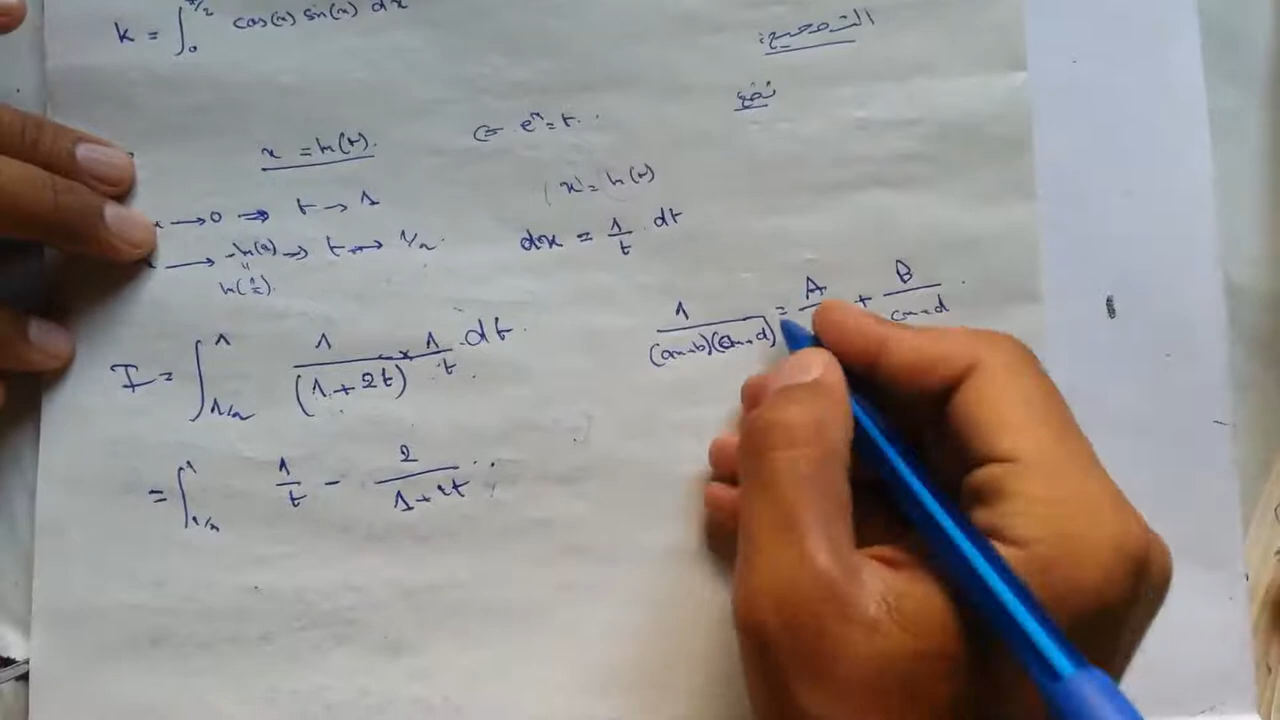 k = ∫₀^{π/2} cos(x) sin(x) dx
التصحيح:
نضع
x = ln(t). ⇐ eˣ = t..
x → 0 ⇒ t → 1
x = ln(t)
x → -ln(2) → t → 1/2.
ln(1/2)
dx = 1/t dt
1/((ax+b)(cx+d)) = A + B/(cx+d)
I = ∫_{1/2}^{1} 1/(1+2t) × 1/t dt.
= ∫_{1/2}^{1} 1/t - 2/(1+2t)